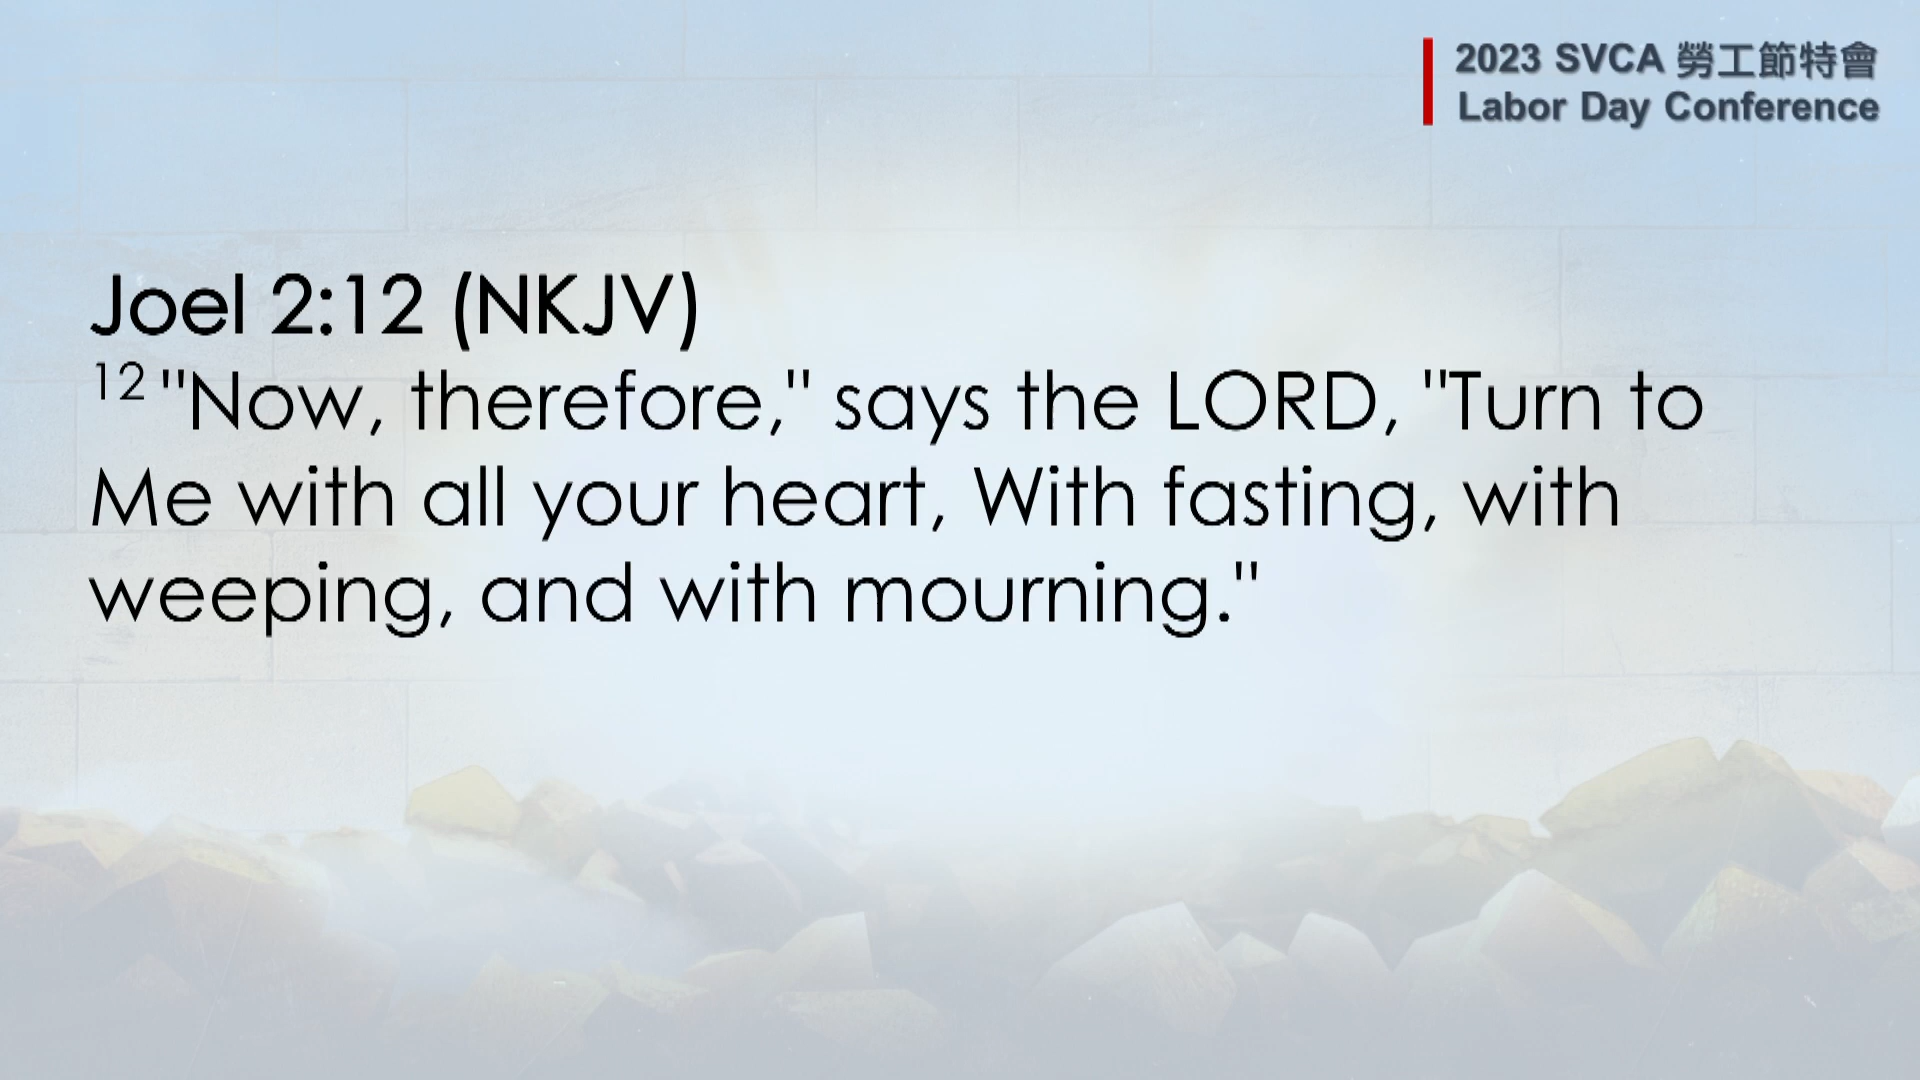 2023 SVCA 勞工節特會
Labor Day Conference
Joel 2:12 (NKJV)
12 "Now, therefore," says the LORD, "Turn to
Me with all your heart, With fasting, with
weeping, and with mourning."